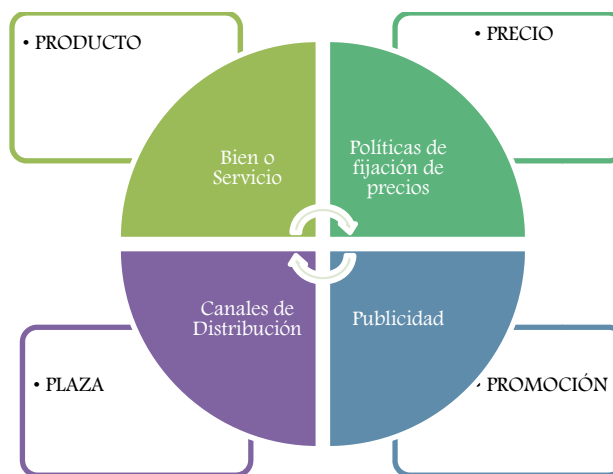 • PRODUCTO
• PRECIO
Bien o
Servicio
Políticas de
fijación de
precios
Canales de
Distribución
Publicidad
• PLAZA
• PROMOCIÓN